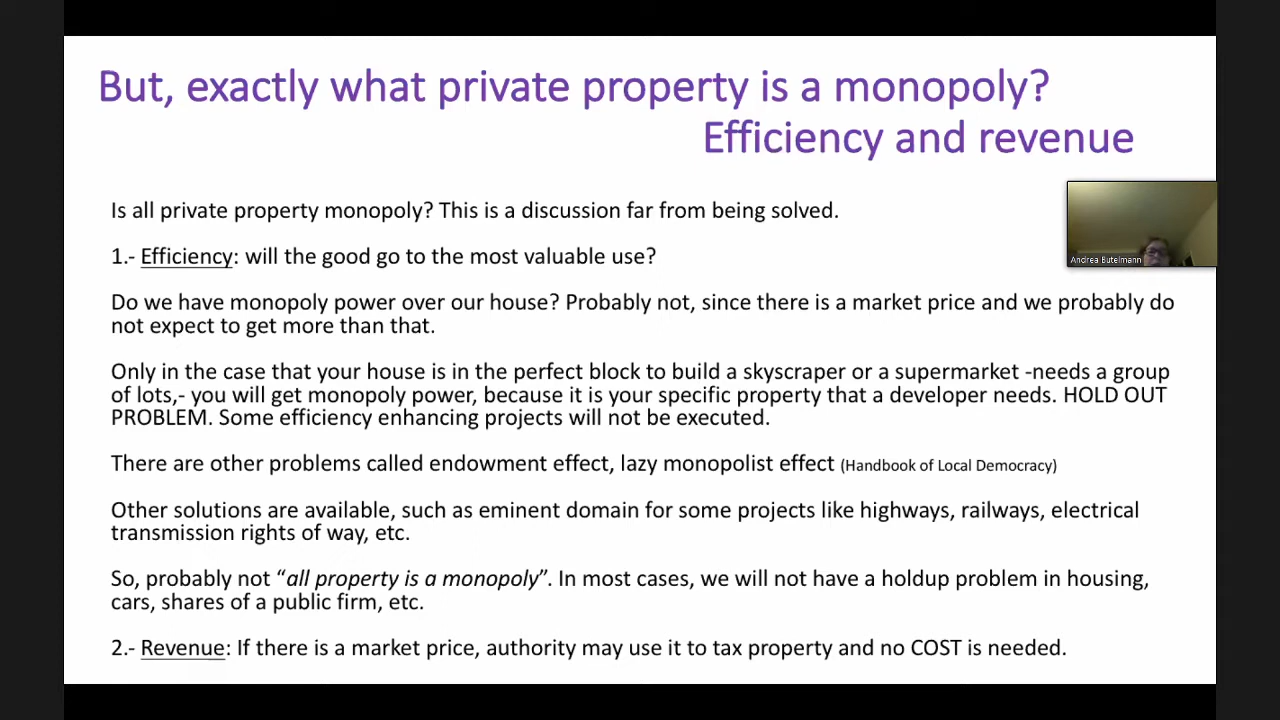 But, exactly what private property is a monopoly?
Efficiency and revenue
Is all private property monopoly? This is a discussion far from being solved.
1.- Efficiency: will the good go to the most valuable use?
Andrea Butelmann
Do we have monopoly power over our house? Probably not, since there is a market price and we probably do
not expect to get more than that.
Only in the case that your house is in the perfect block to build a skyscraper or a supermarket -needs a group
of lots,- you will get monopoly power, because it is your specific property that a developer needs. HOLD OUT
PROBLEM. Some efficiency enhancing projects will not be executed.
There are other problems called endowment effect, lazy monopolist effect (Handbook of Local Democracy)
Other solutions are available, such as eminent domain for some projects like highways, railways, electrical
transmission rights of way, etc.
So, probably not “all property is a monopoly”. In most cases, we will not have a holdup problem in housing,
cars, shares of a public firm, etc.
2.- Revenue: If there is a market price, authority may use it to tax property and no COST is needed.